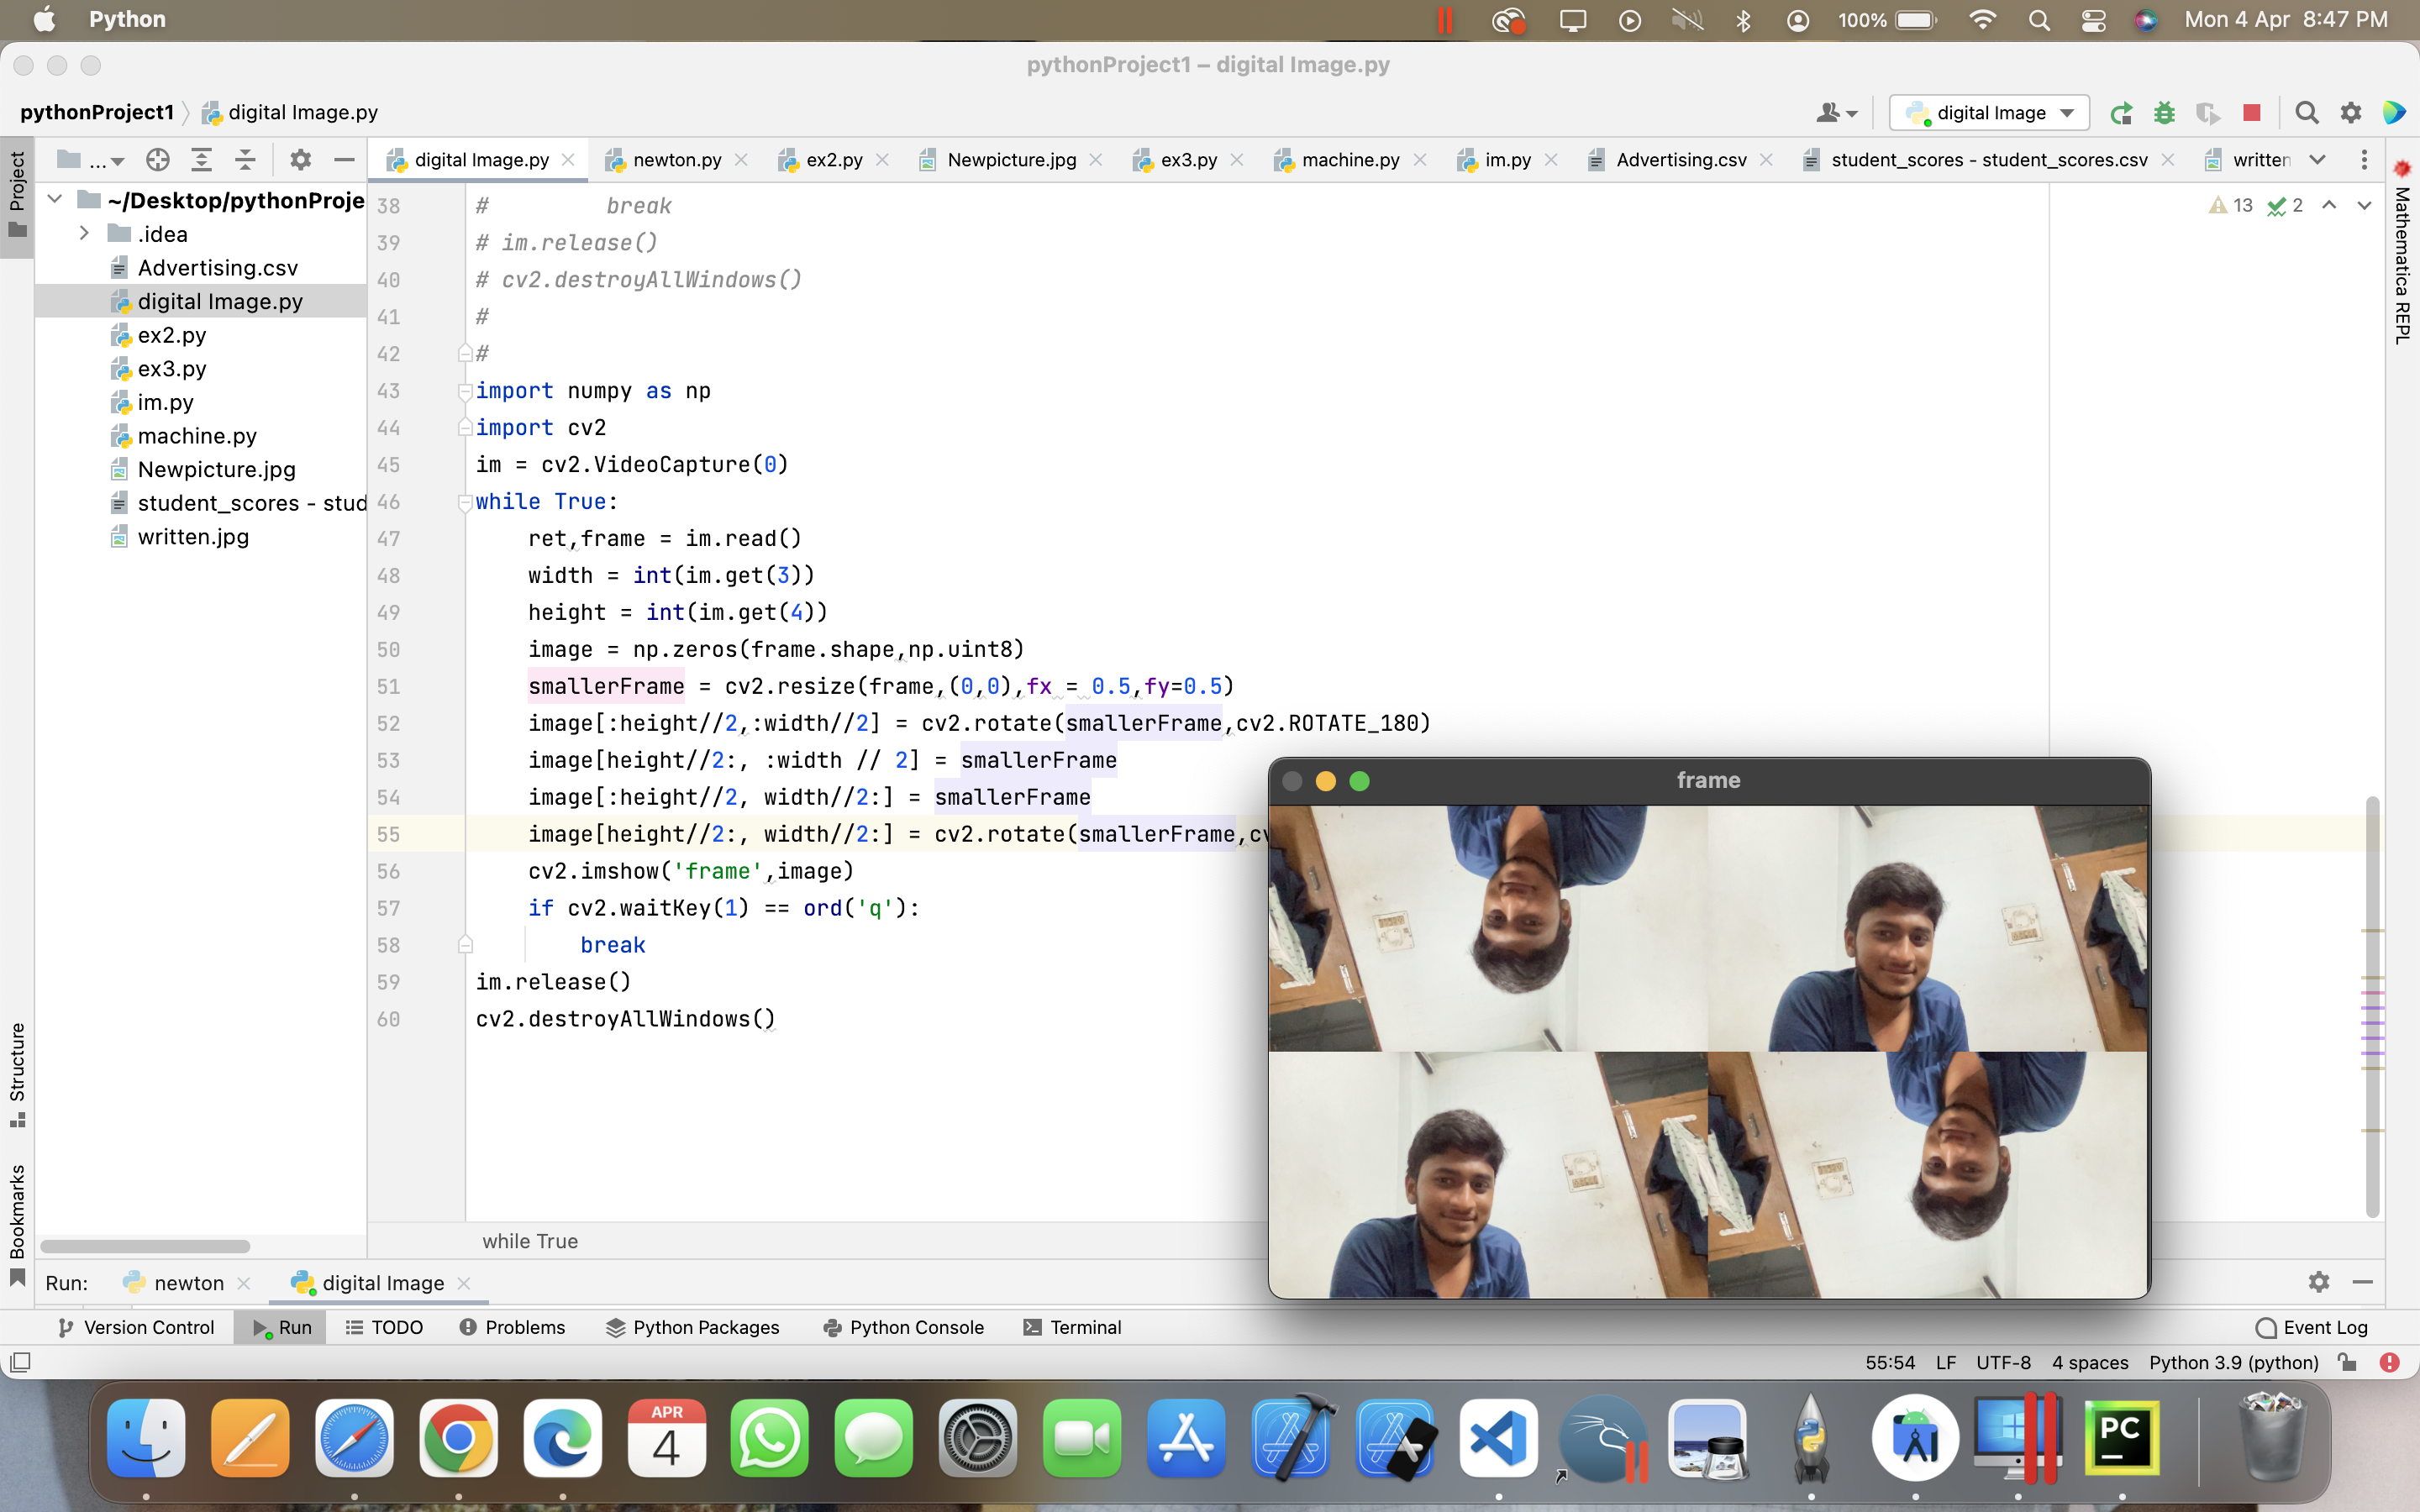 Python
100%
Mon 4 Apr 8:47 PM
pythonProject1 – digital Image.py
pythonProject1
digital Image.py
digital Image
Project
...
digital Image.py
newton.py
ex2.py
Newpicture.jpg
ex3.py
machine.py
im.py
Advertising.csv
student_scores - student_scores.csv
written
~/Desktop/pythonProje
.idea
Advertising.csv
digital Image.py
ex2.py
ex3.py
im.py
machine.py
Newpicture.jpg
student_scores - stud
written.jpg
13
2
Mathematica REPL
38 #         break
39 # im.release()
40 # cv2.destroyAllWindows()
41 #
42 #
43 import numpy as np
44 import cv2
45 im = cv2.VideoCapture(0)
46 while True:
47     ret,frame = im.read()
48     width = int(im.get(3))
49     height = int(im.get(4))
50     image = np.zeros(frame.shape,np.uint8)
51     smallerFrame = cv2.resize(frame,(0,0),fx = 0.5,fy=0.5)
52     image[:height//2,:width//2] = cv2.rotate(smallerFrame,cv2.ROTATE_180)
53     image[height//2:, :width // 2] = smallerFrame
54     image[:height//2, width//2:] = smallerFrame
55     image[height//2:, width//2:] = cv2.rotate(smallerFrame,cv
56     cv2.imshow('frame',image)
57     if cv2.waitKey(1) == ord('q'):
58         break
59 im.release()
60 cv2.destroyAllWindows()
frame
Structure
Bookmarks
while True
Run:
newton
digital Image
Version Control
Run
TODO
Problems
Python Packages
Python Console
Terminal
Event Log
55:54
LF
UTF-8
4 spaces
Python 3.9 (python)
APR
4
PC